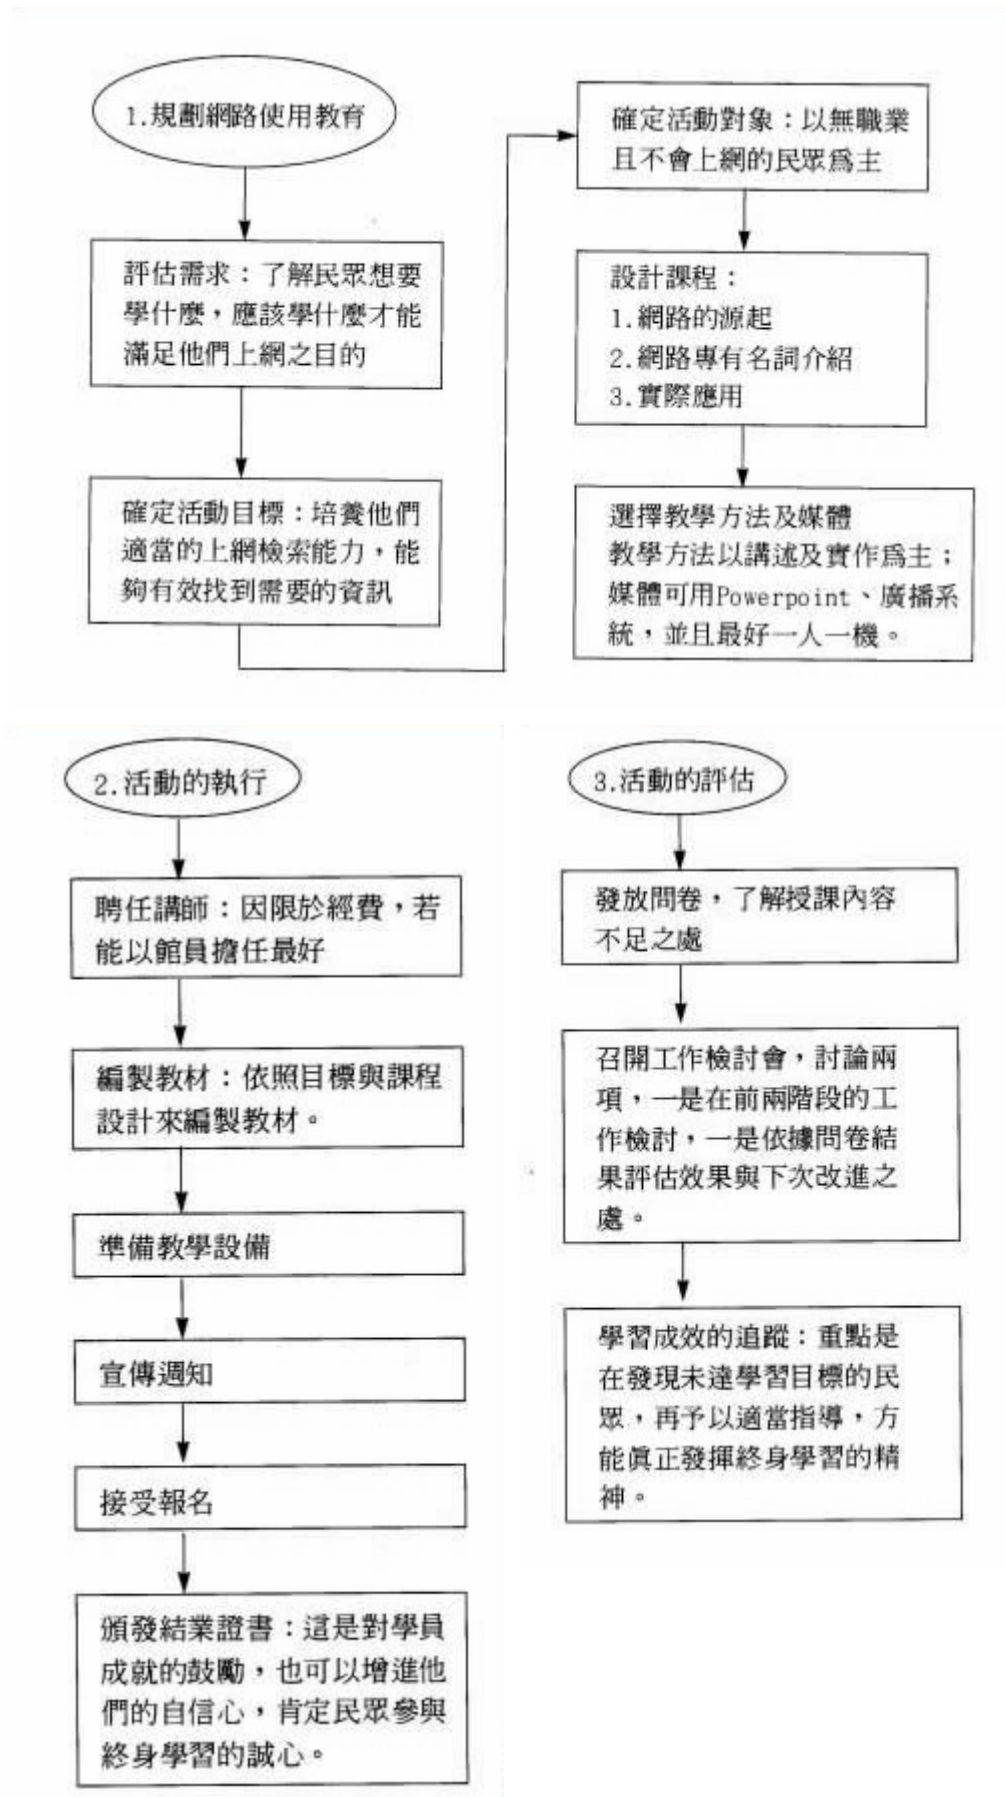 1.規劃網路使用教育
評估需求：了解民眾想要
學什麼，應該學什麼才能
滿足他們上網之目的
確定活動目標：培養他們
適當的上網檢索能力，能
夠有效找到需要的資訊
確定活動對象：以無職業
且不會上網的民眾爲主
設計課程：
1.網路的源起
2.網路專有名詞介紹
3.實際應用
選擇教學方法及媒體
教學方法以講述及實作爲主；
媒體可用Powerpoint、廣播系
統，並且最好一人一機。
2.活動的執行
聘任講師：因限於經費，若
能以館員擔任最好
編製教材：依照目標與課程
設計來編製教材。
準備教學設備
宣傳週知
接受報名
頒發結業證書：這是對學員
成就的鼓勵，也可以增進他
們的自信心，肯定民眾參與
終身學習的誠心。
3.活動的評估
發放問卷，了解授課內容
不足之處
召開工作檢討會，討論兩
項，一是在前兩階段的工
作檢討，一是依據問卷結
果評估效果與下次改進之
處。
學習成效的追蹤：重點是
在發現未達學習目標的民
眾，再予以適當指導，方
能眞正發揮終身學習的精
神。